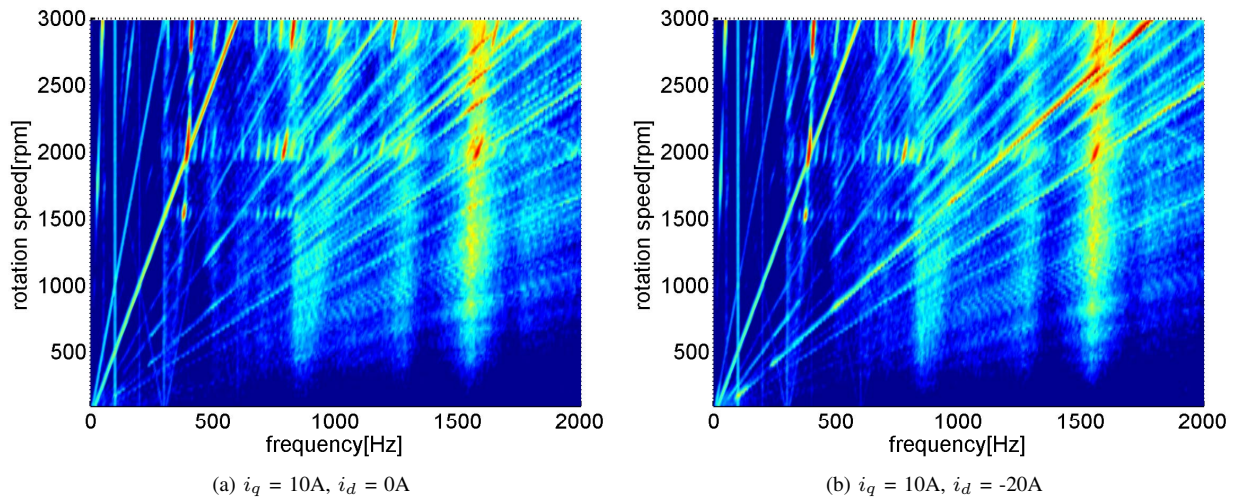 3000
2500
2000
1500
1000
500
rotation speed[rpm]
0 500 1000 1500 2000
frequency[Hz]
(a) i_q = 10A, i_d = 0A
3000
2500
2000
1500
1000
500
rotation speed[rpm]
0 500 1000 1500 2000
frequency[Hz]
(b) i_q = 10A, i_d = -20A